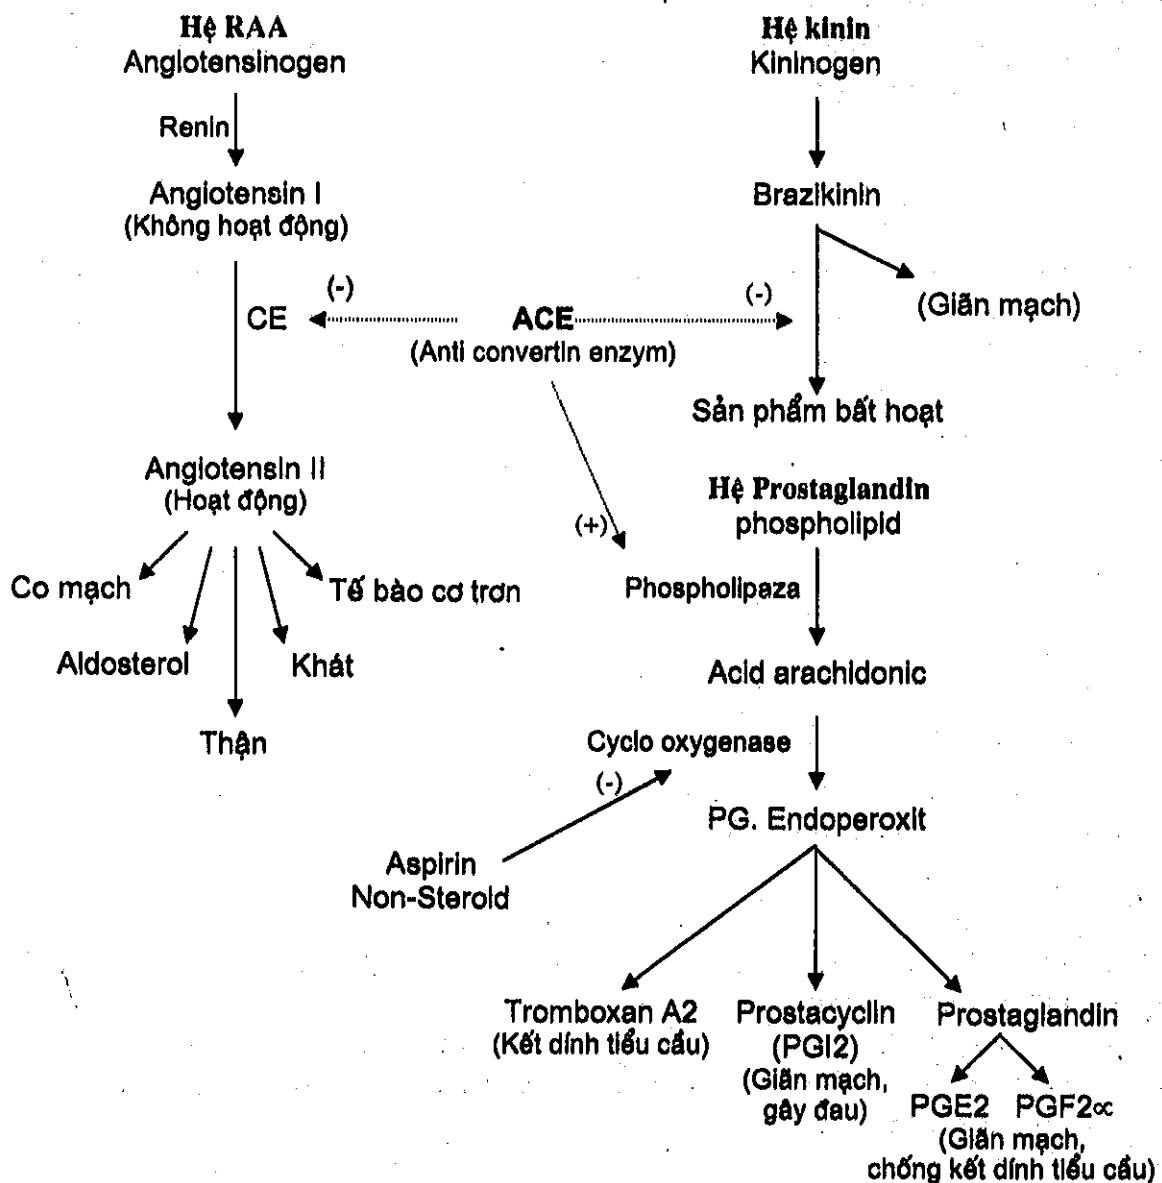 Hệ RAA
Angiotensinogen
Renin
Angiotensin I
(Không hoạt động)
CE
(-)
Angiotensin II
(Hoạt động)
Co mạch
Aldosterol
Thận
Khát
Tế bào cơ trơn
ACE
(Anti convertin enzym)
(-)
(+)
Hệ kinin
Kininogen
Brazikinin
(Giãn mạch)
Sản phẩm bất hoạt
Hệ Prostaglandin
phospholipid
Phospholipaza
Acid arachidonic
Cyclo oxygenase
(-)
Aspirin
Non-Steroid
PG. Endoperoxit
Tromboxan A2
(Kết dính tiểu cầu)
Prostacyclin
(PGI2)
(Giãn mạch,
gây đau)
Prostaglandin
PGE2 PGF2∝
(Giãn mạch,
chống kết dính tiểu cầu)